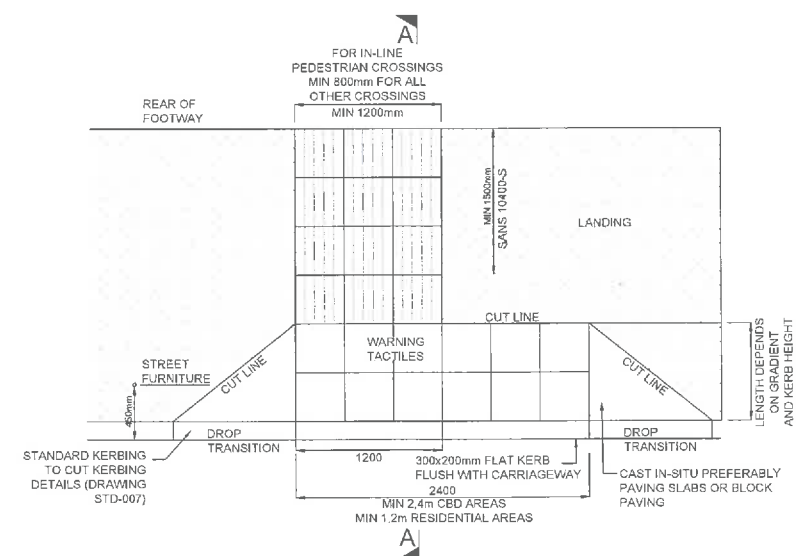 A
FOR IN-LINE
PEDESTRIAN CROSSINGS
MIN 800mm FOR ALL
OTHER CROSSINGS
MIN 1200mm
REAR OF
FOOTWAY
MIN 1500mm
SANS 10400-S
LANDING
CUT LINE
WARNING
TACTILES
STREET
FURNITURE
CUT LINE
CUT LINE
LENGTH DEPENDS
ON GRADIENT
AND KERB HEIGHT
450mm
DROP
TRANSITION
DROP
TRANSITION
STANDARD KERBING
TO CUT KERBING
DETAILS (DRAWING
STD-007)
1200
300x200mm FLAT KERB
FLUSH WITH CARRIAGEWAY
CAST IN-SITU PREFERABLY
PAVING SLABS OR BLOCK
PAVING
2400
MIN 2,4m CBD AREAS
MIN 1,2m RESIDENTIAL AREAS
A